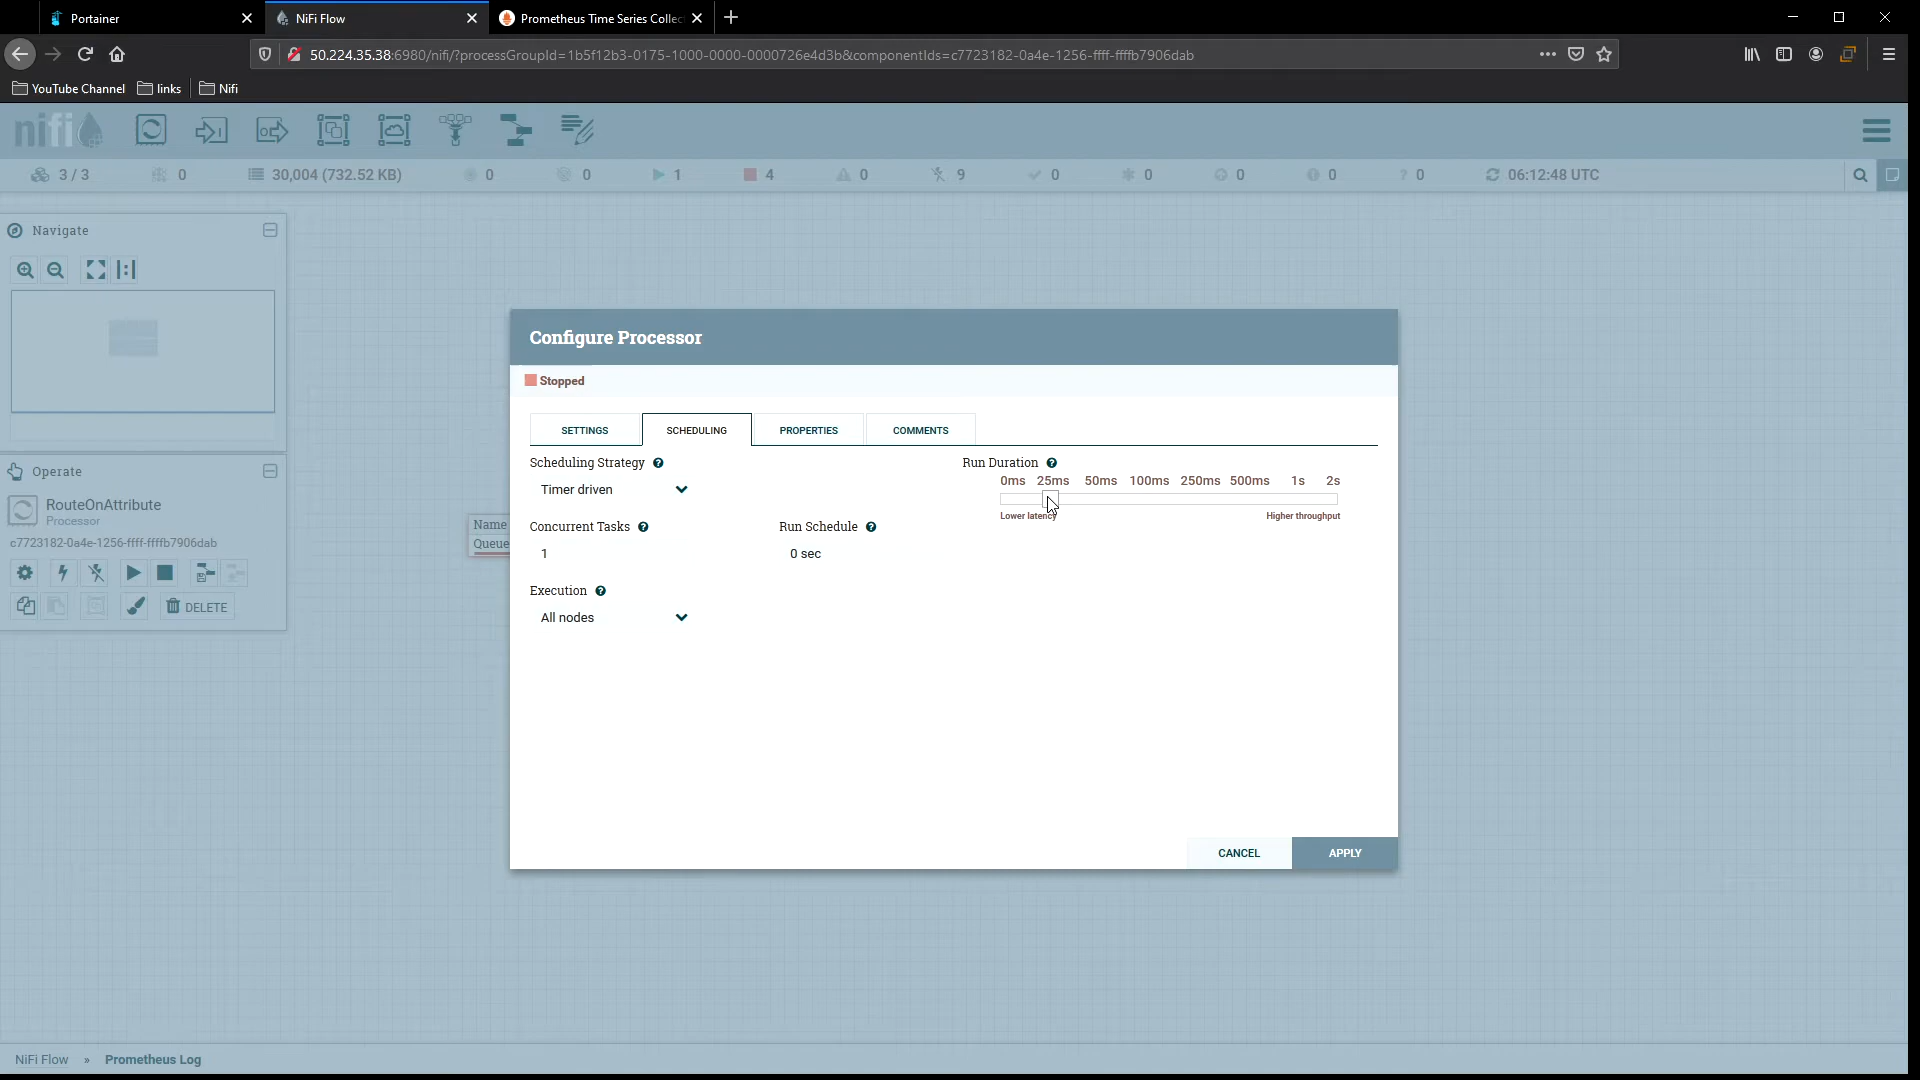 Portainer
NiFi Flow
Prometheus Time Series Collec
50.224.35.38:6980/nifi/?processGroupId=1b5f12b3-0175-1000-0000-0000726e4d3b&componentIds=c7723182-0a4e-1256-ffff-ffffb7906dab
YouTube Channel
links
Nifi
nifi
3 / 3
0
30,004 (732.52 KB)
0
0
1
4
0
9
0
0
0
0
0
06:12:48 UTC
Navigate
Operate
RouteOnAttribute
Processor
c7723182-0a4e-1256-ffff-ffffb7906dab
DELETE
Name
Queue
Configure Processor
Stopped
SETTINGS
SCHEDULING
PROPERTIES
COMMENTS
Scheduling Strategy
Timer driven
Run Duration
0ms 25ms 50ms 100ms 250ms 500ms 1s 2s
Lower latency
Higher throughput
Concurrent Tasks
1
Run Schedule
0 sec
Execution
All nodes
CANCEL
APPLY
NiFi Flow » Prometheus Log